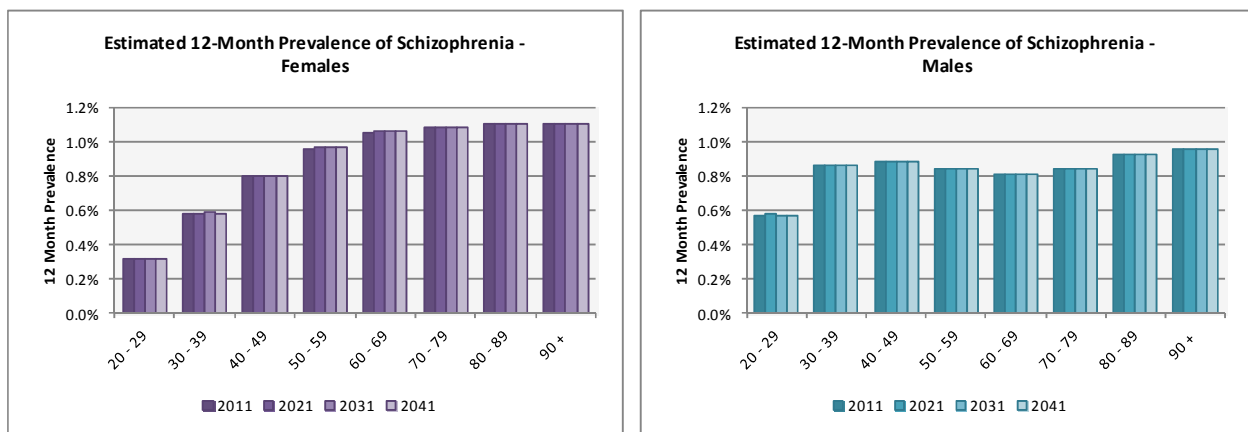 Estimated 12-Month Prevalence of Schizophrenia -
Females
12 Month Prevalence
1.2%
1.0%
0.8%
0.6%
0.4%
0.2%
0.0%
20 - 29
30 - 39
40 - 49
50 - 59
60 - 69
70 - 79
80 - 89
90 +
2011
2021
2031
2041
Estimated 12-Month Prevalence of Schizophrenia -
Males
12 Month Prevalence
1.2%
1.0%
0.8%
0.6%
0.4%
0.2%
0.0%
20 - 29
30 - 39
40 - 49
50 - 59
60 - 69
70 - 79
80 - 89
90 +
2011
2021
2031
2041